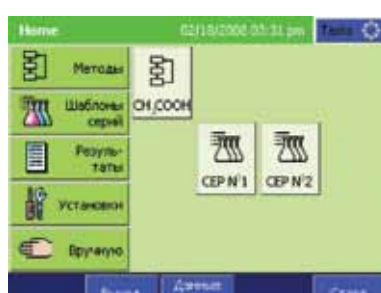 Home 02/18/2006 03:31 pm
Методы
Шаблоны
серий
Резуль-
таты
Установки
Вручную
CH₃COOH
СЕР N°1
СЕР N°2
Данные